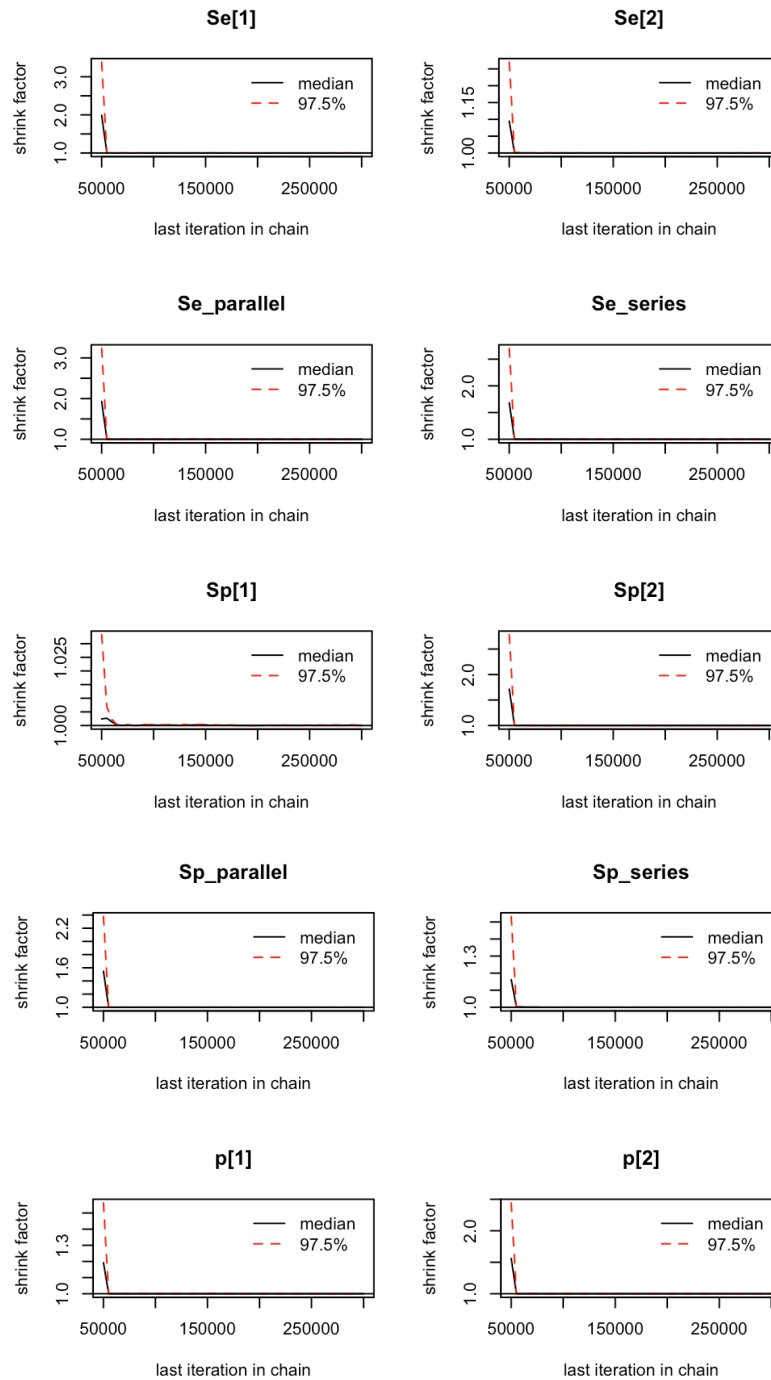 Se[1]
shrink factor
3.0
2.0
1.0
median
97.5%
50000 150000 250000
last iteration in chain
Se[2]
shrink factor
1.15
1.00
median
97.5%
50000 150000 250000
last iteration in chain
Se_parallel
shrink factor
3.0
2.0
1.0
median
97.5%
50000 150000 250000
last iteration in chain
Se_series
shrink factor
2.0
1.0
median
97.5%
50000 150000 250000
last iteration in chain
Sp[1]
shrink factor
1.025
1.000
median
97.5%
50000 150000 250000
last iteration in chain
Sp[2]
shrink factor
2.0
1.0
median
97.5%
50000 150000 250000
last iteration in chain
Sp_parallel
shrink factor
2.2
1.6
1.0
median
97.5%
50000 150000 250000
last iteration in chain
Sp_series
shrink factor
1.3
1.0
median
97.5%
50000 150000 250000
last iteration in chain
p[1]
shrink factor
1.3
1.0
median
97.5%
50000 150000 250000
last iteration in chain
p[2]
shrink factor
2.0
1.0
median
97.5%
50000 150000 250000
last iteration in chain